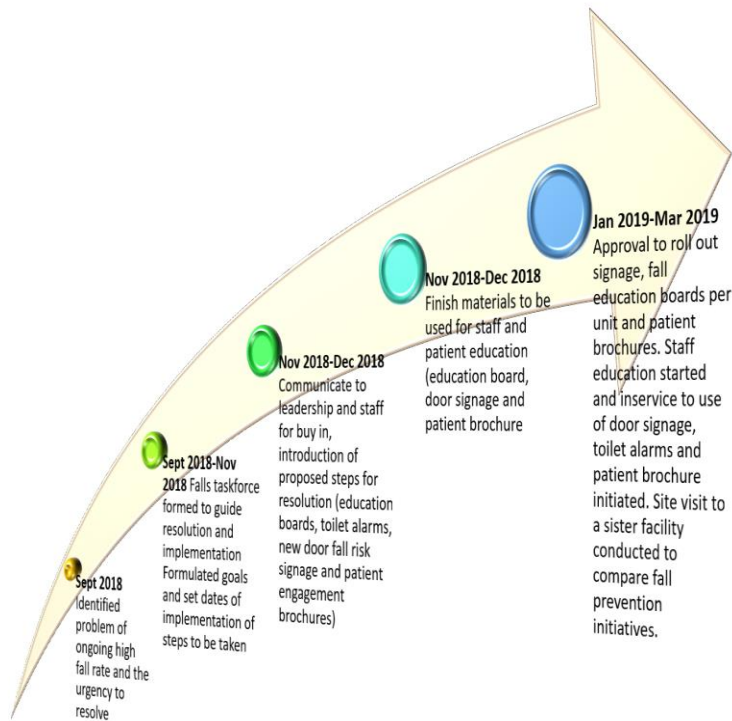 Sept 2018
Identified
problem of
ongoing high
fall rate and the
urgency to
resolve
Sept 2018-Nov
2018 Falls taskforce
formed to guide
resolution and
implementation
Formulated goals
and set dates of
implementation of
steps to be taken
Nov 2018-Dec 2018
Communicate to
leadership and staff
for buy in,
introduction of
proposed steps for
resolution (education
boards, toilet alarms,
new door fall risk
signage and patient
engagement
brochures)
Nov 2018-Dec 2018
Finish materials to be
used for staff and
patient education
(education board,
door signage and
patient brochure
Jan 2019-Mar 2019
Approval to roll out
signage, fall
education boards per
unit and patient
brochures. Staff
education started
and inservice to use
of door signage,
toilet alarms and
patient brochure
initiated. Site visit to
a sister facility
conducted to
compare fall
prevention
initiatives.